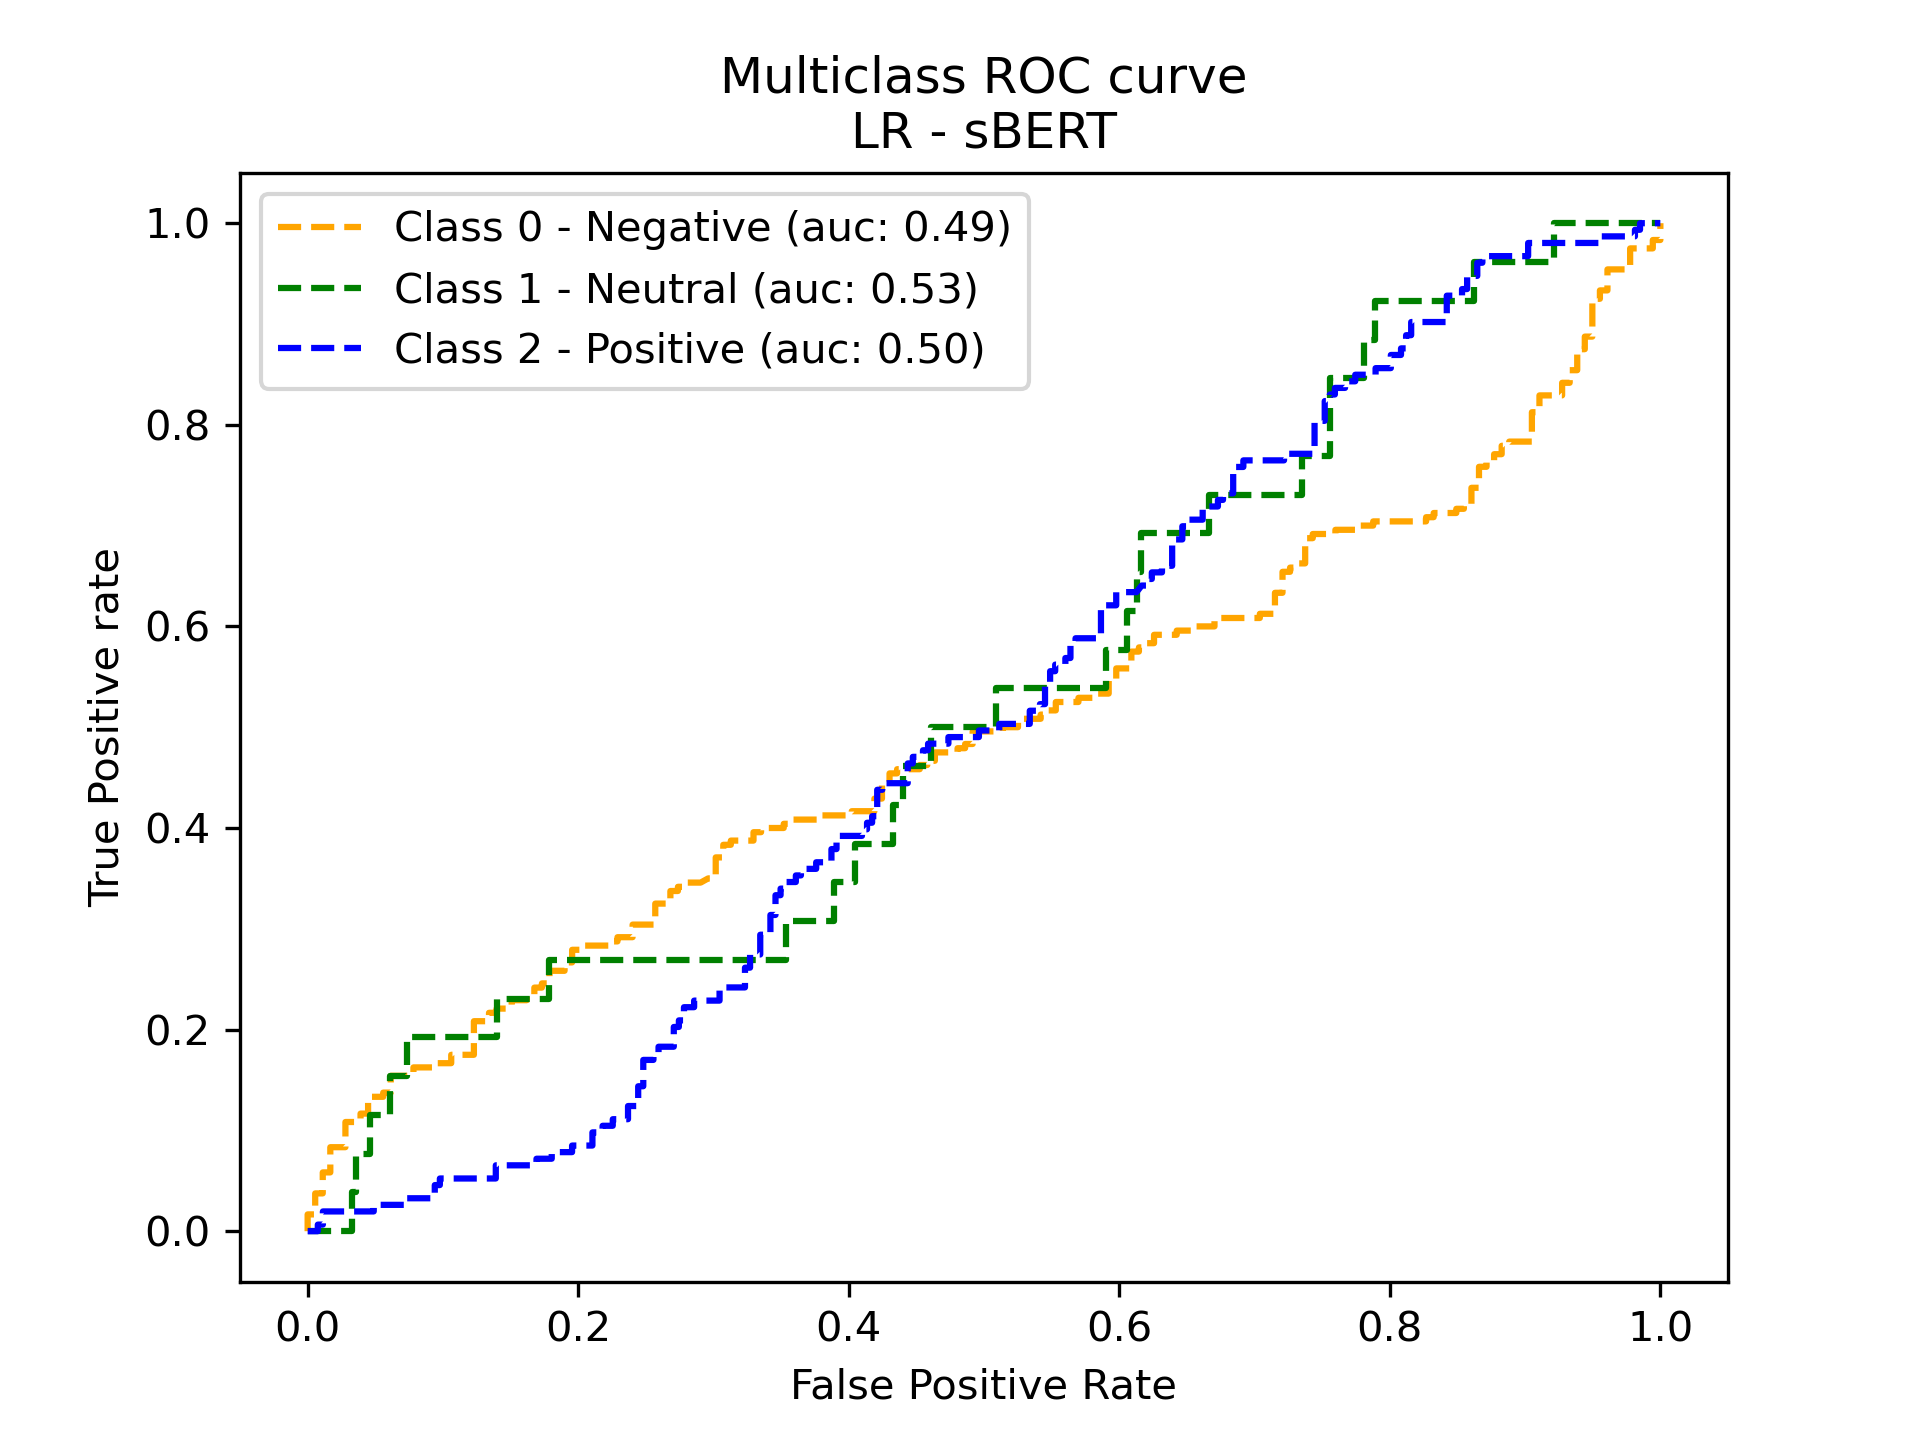 Multiclass ROC curve
LR - sBERT
Class 0 - Negative (auc: 0.49)
Class 1 - Neutral (auc: 0.53)
Class 2 - Positive (auc: 0.50)
True Positive rate
1.0
0.8
0.6
0.4
0.2
0.0
0.0 0.2 0.4 0.6 0.8 1.0
False Positive Rate